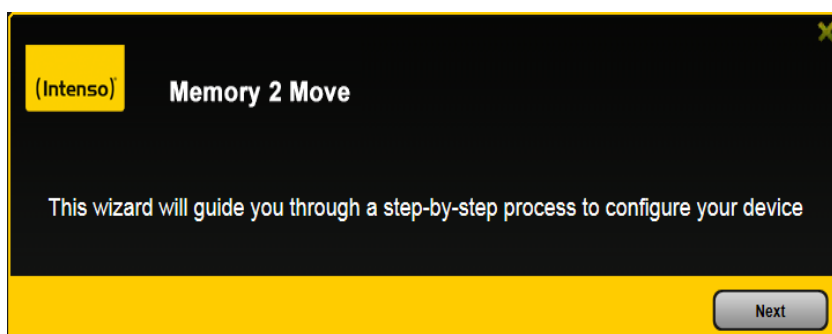 (Intenso)®
Memory 2 Move
This wizard will guide you through a step-by-step process to configure your device
Next